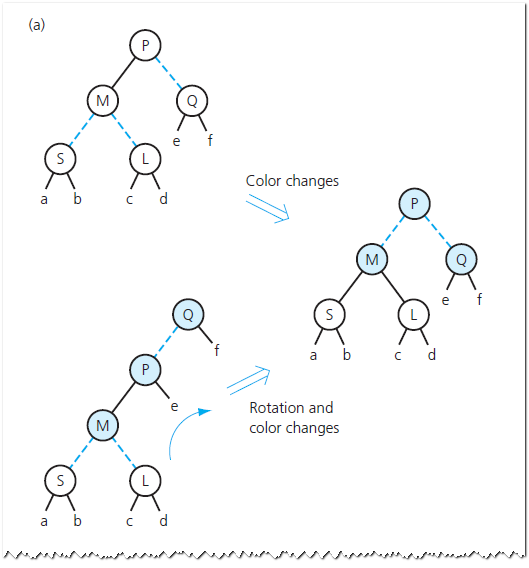 (a)
P
M
Q
e f
S
L
a b c d
Color changes
P
M
Q
e f
S
L
a b c d
Q
f
P
e
M
S
L
a b c d
Rotation and
color changes